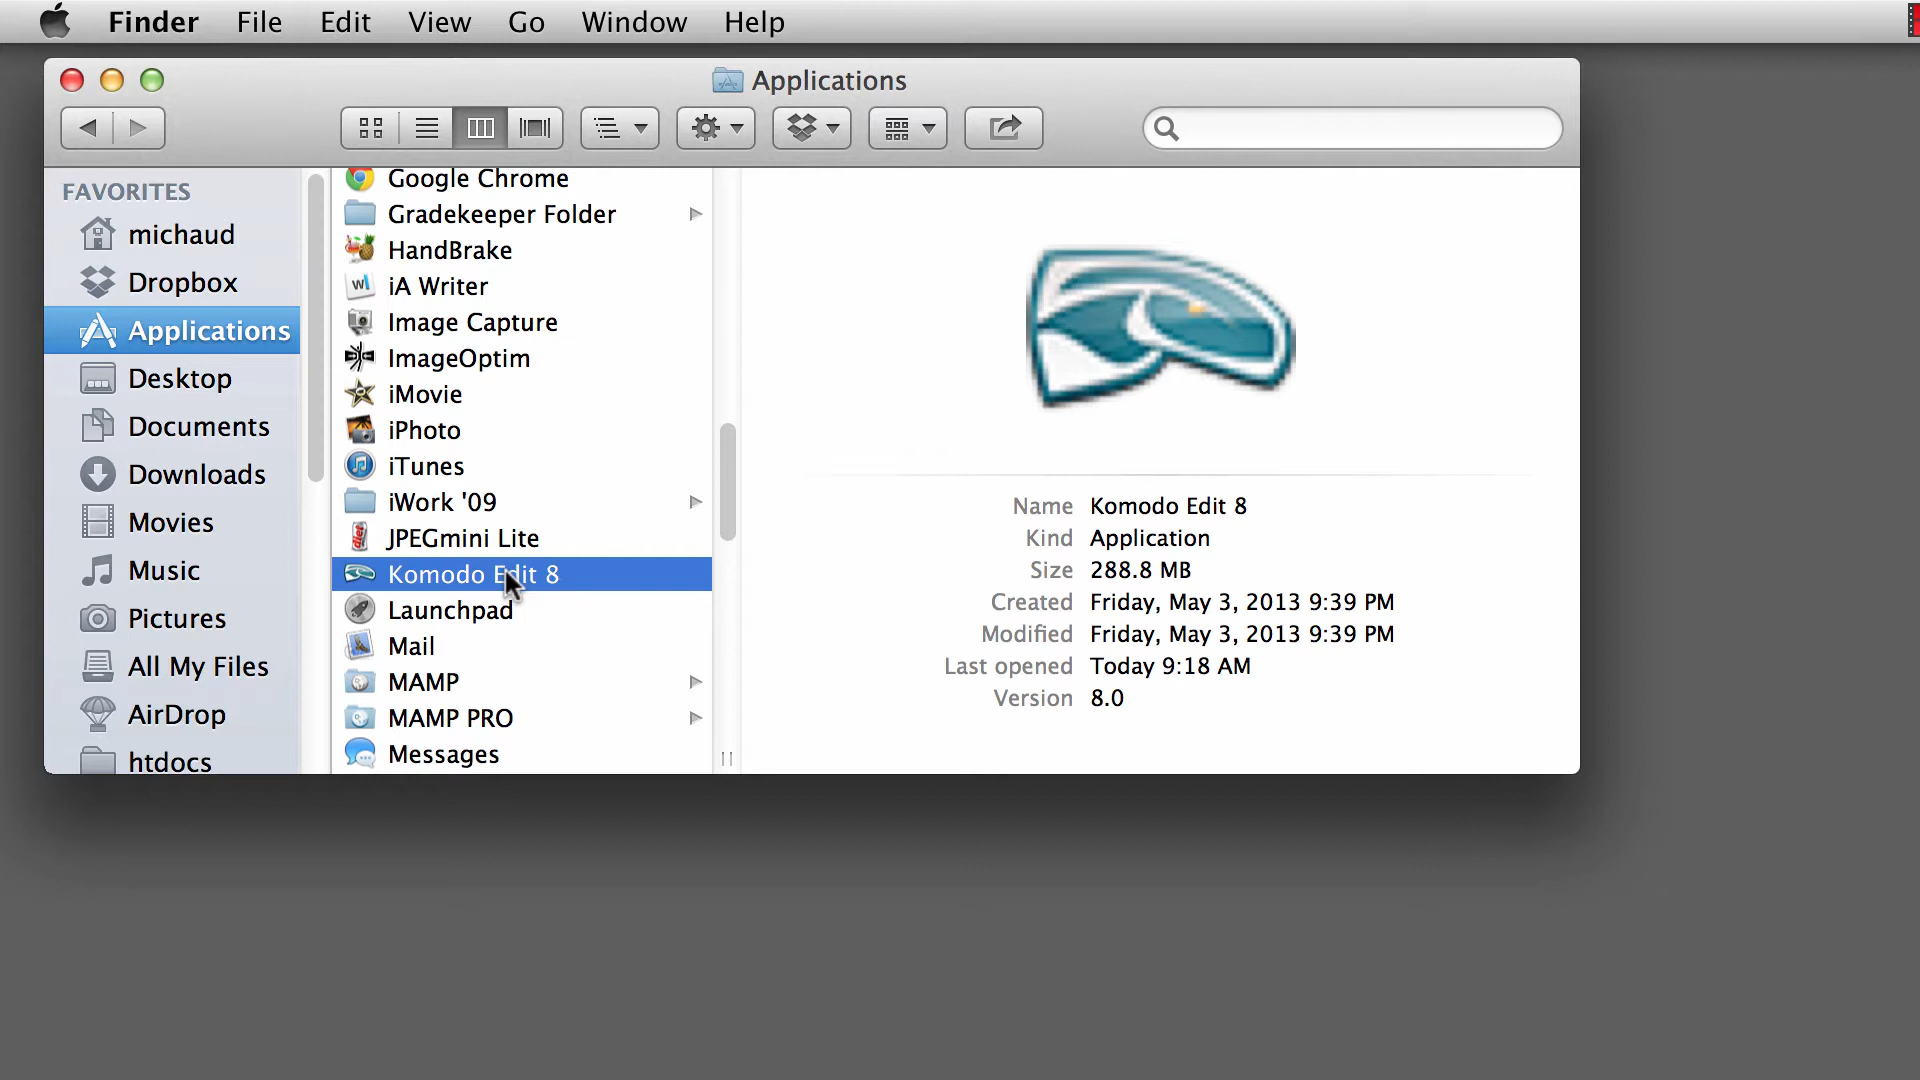 Finder File Edit View Go Window Help
Applications
FAVORITES
michaud
Dropbox
Applications
Desktop
Documents
Downloads
Movies
Music
Pictures
All My Files
AirDrop
htdocs
Google Chrome
Gradekeeper Folder
HandBrake
iA Writer
Image Capture
ImageOptim
iMovie
iPhoto
iTunes
iWork '09
JPEGmini Lite
Komodo Edit 8
Launchpad
Mail
MAMP
MAMP PRO
Messages
Name Komodo Edit 8
Kind Application
Size 288.8 MB
Created Friday, May 3, 2013 9:39 PM
Modified Friday, May 3, 2013 9:39 PM
Last opened Today 9:18 AM
Version 8.0